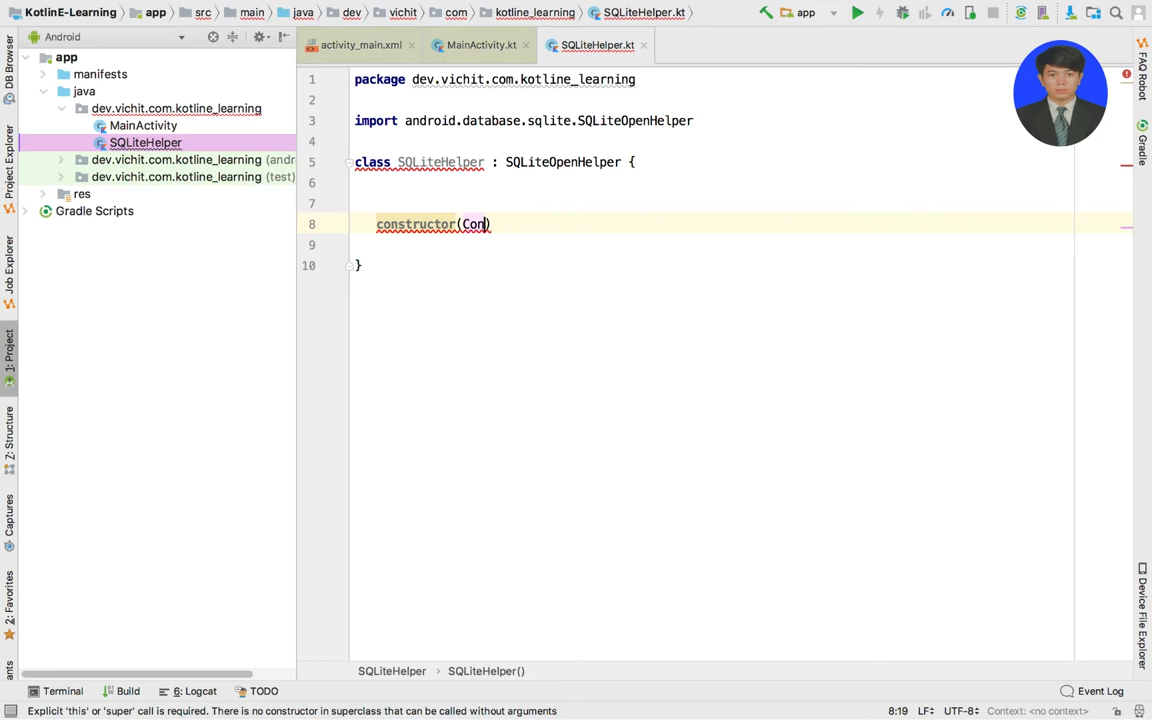 KotlinE-Learning app src main java dev vichit com kotline_learning SQLiteHelper.kt app
Android
activity_main.xml MainActivity.kt SQLiteHelper.kt
app
manifests
java
dev.vichit.com.kotline_learning
MainActivity
SQLiteHelper
dev.vichit.com.kotline_learning (andr
dev.vichit.com.kotline_learning (test)
res
Gradle Scripts
1 package dev.vichit.com.kotline_learning
2
3 import android.database.sqlite.SQLiteOpenHelper
4
5 class SQLiteHelper : SQLiteOpenHelper {
6
7
8 constructor(Con)
9
10 }
DB Browser
Project Explorer
Job Explorer
1: Project
7: Structure
Captures
2: Favorites
ants
FAQ Robot
Gradle
Device File Explorer
SQLiteHelper › SQLiteHelper()
Terminal Build 6: Logcat TODO Event Log
Explicit 'this' or 'super' call is required. There is no constructor in superclass that can be called without arguments 8:19 LF UTF-8 Context: <no context>